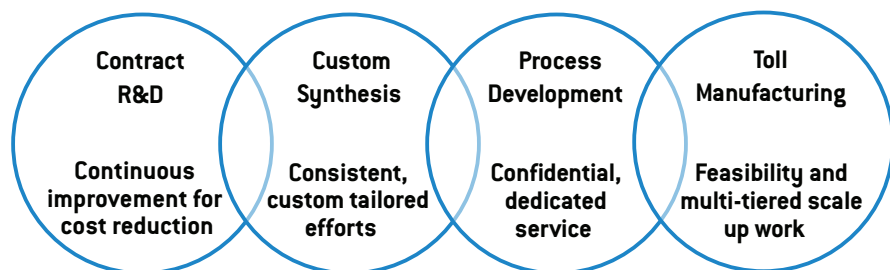 Contract
R&D
Continuous
improvement for
cost reduction
Custom
Synthesis
Consistent,
custom tailored
efforts
Process
Development
Confidential,
dedicated
service
Toll
Manufacturing
Feasibility and
multi-tiered scale
up work